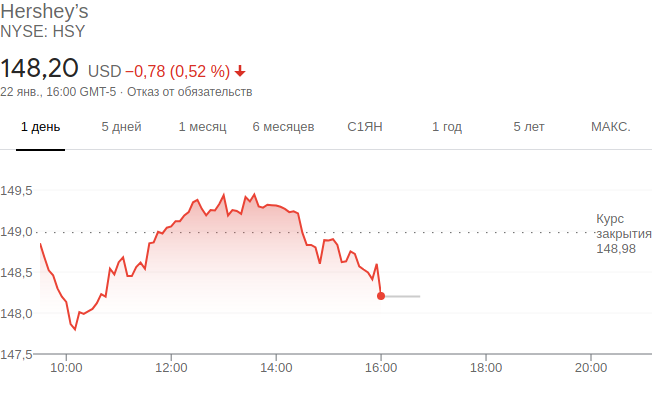 Hershey’s
NYSE: HSY
148,20 USD −0,78 (0,52 %)
22 янв., 16:00 GMT-5 · Отказ от обязательств
1 день 5 дней 1 месяц 6 месяцев С1ЯН 1 год 5 лет МАКС.
149,5
149,0
148,5
148,0
147,5
Курс
закрытия
148,98
10:00 12:00 14:00 16:00 18:00 20:00